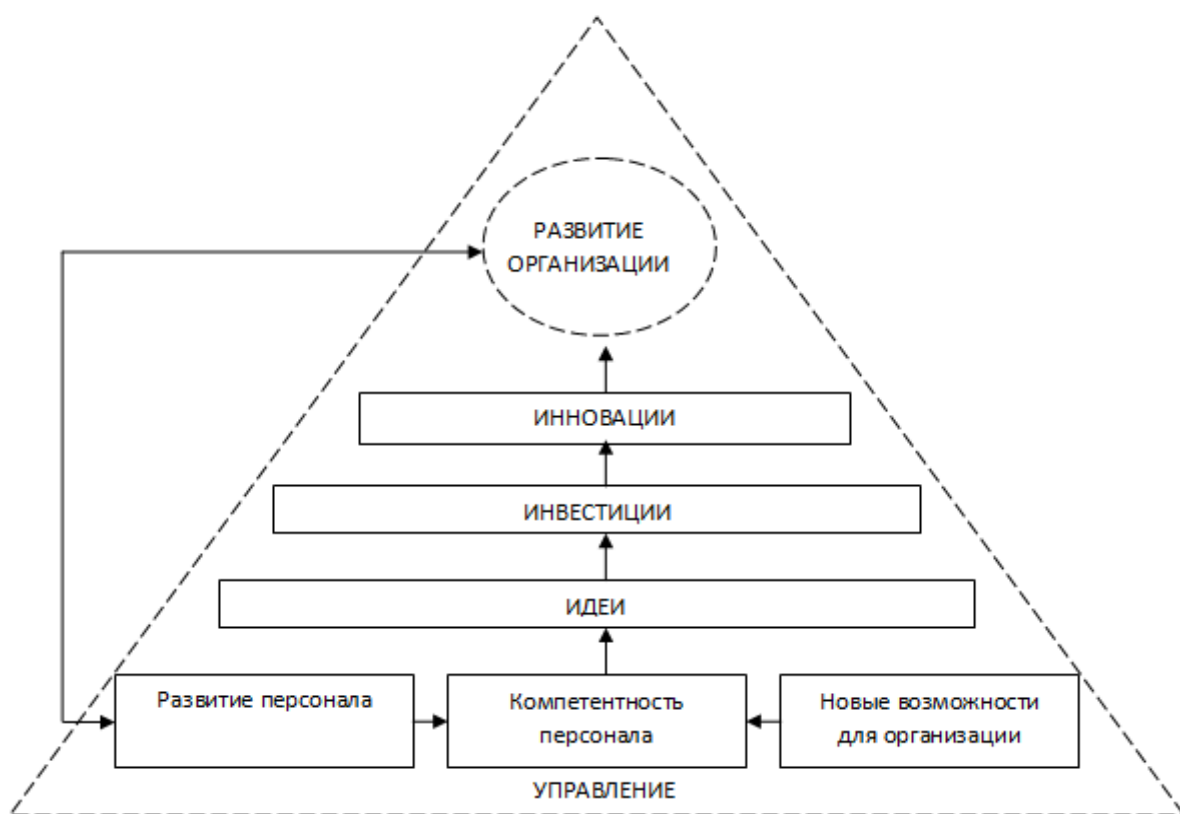 РАЗВИТИЕ
ОРГАНИЗАЦИИ
ИННОВАЦИИ
ИНВЕСТИЦИИ
ИДЕИ
Развитие персонала
Компетентность
персонала
Новые возможности
для организации
УПРАВЛЕНИЕ